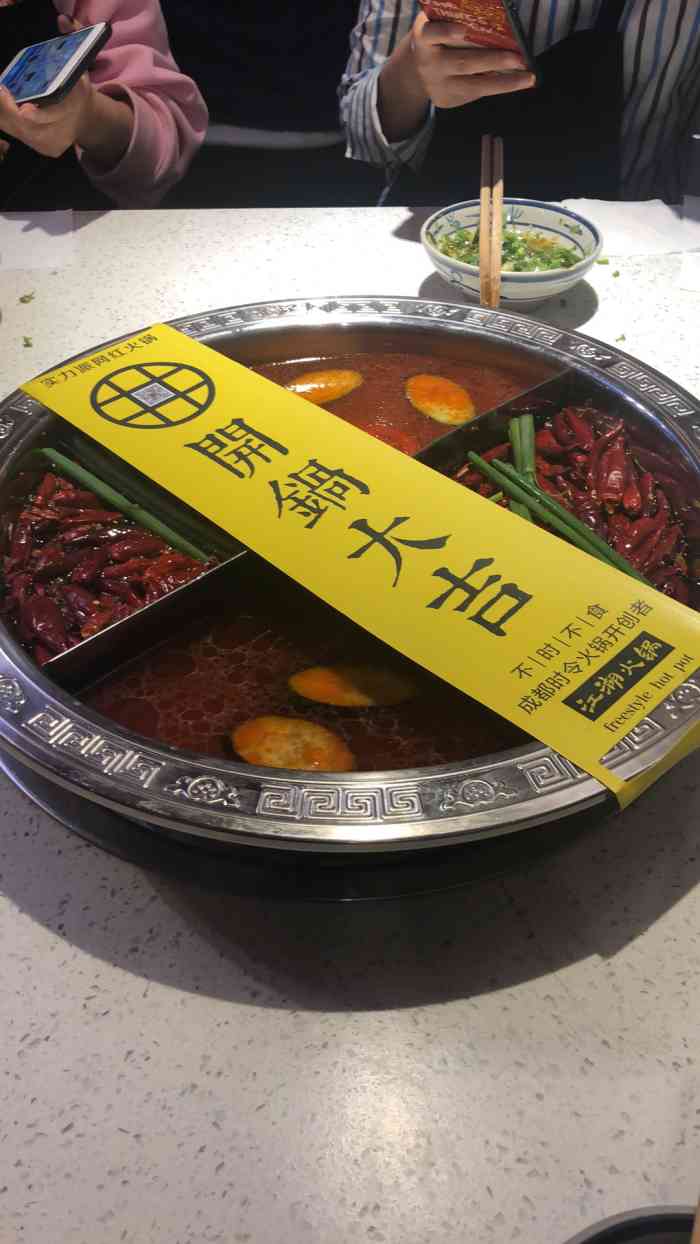 实力派网红火锅
開鍋大吉
不|时|不|食
成都时令火锅开创者
江湖火锅
freestyle hot pot